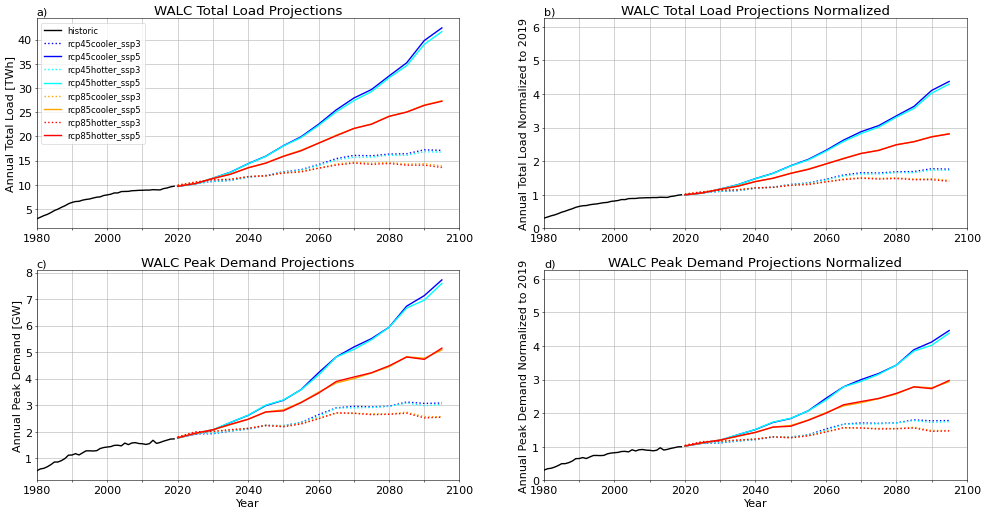 a)
WALC Total Load Projections
Annual Total Load [TWh]
40
35
30
25
20
15
10
5
historic
rcp45cooler_ssp3
rcp45cooler_ssp5
rcp45hotter_ssp3
rcp45hotter_ssp5
rcp85cooler_ssp3
rcp85cooler_ssp5
rcp85hotter_ssp3
rcp85hotter_ssp5
1980 2000 2020 2040 2060 2080 2100
b)
WALC Total Load Projections Normalized
Annual Total Load Normalized to 2019
6
5
4
3
2
1
0
1980 2000 2020 2040 2060 2080 2100
c)
WALC Peak Demand Projections
Annual Peak Demand [GW]
8
7
6
5
4
3
2
1
1980 2000 2020 2040 2060 2080 2100
Year
d)
WALC Peak Demand Projections Normalized
Annual Peak Demand Normalized to 2019
6
5
4
3
2
1
0
1980 2000 2020 2040 2060 2080 2100
Year